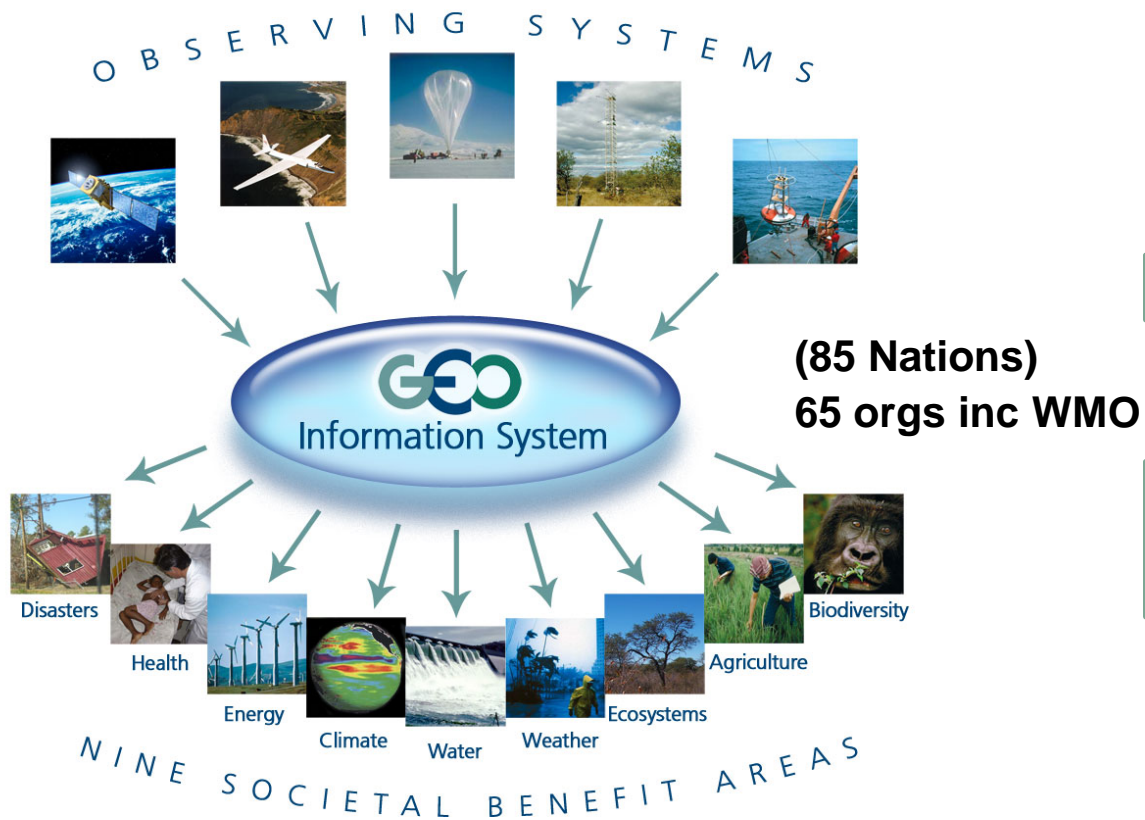 OBSERVING SYSTEMS
GEO
Information System
(85 Nations)
65 orgs inc WMO
Disasters
Health
Energy
Climate
Water
Weather
Ecosystems
Agriculture
Biodiversity
NINE SOCIETAL BENEFIT AREAS